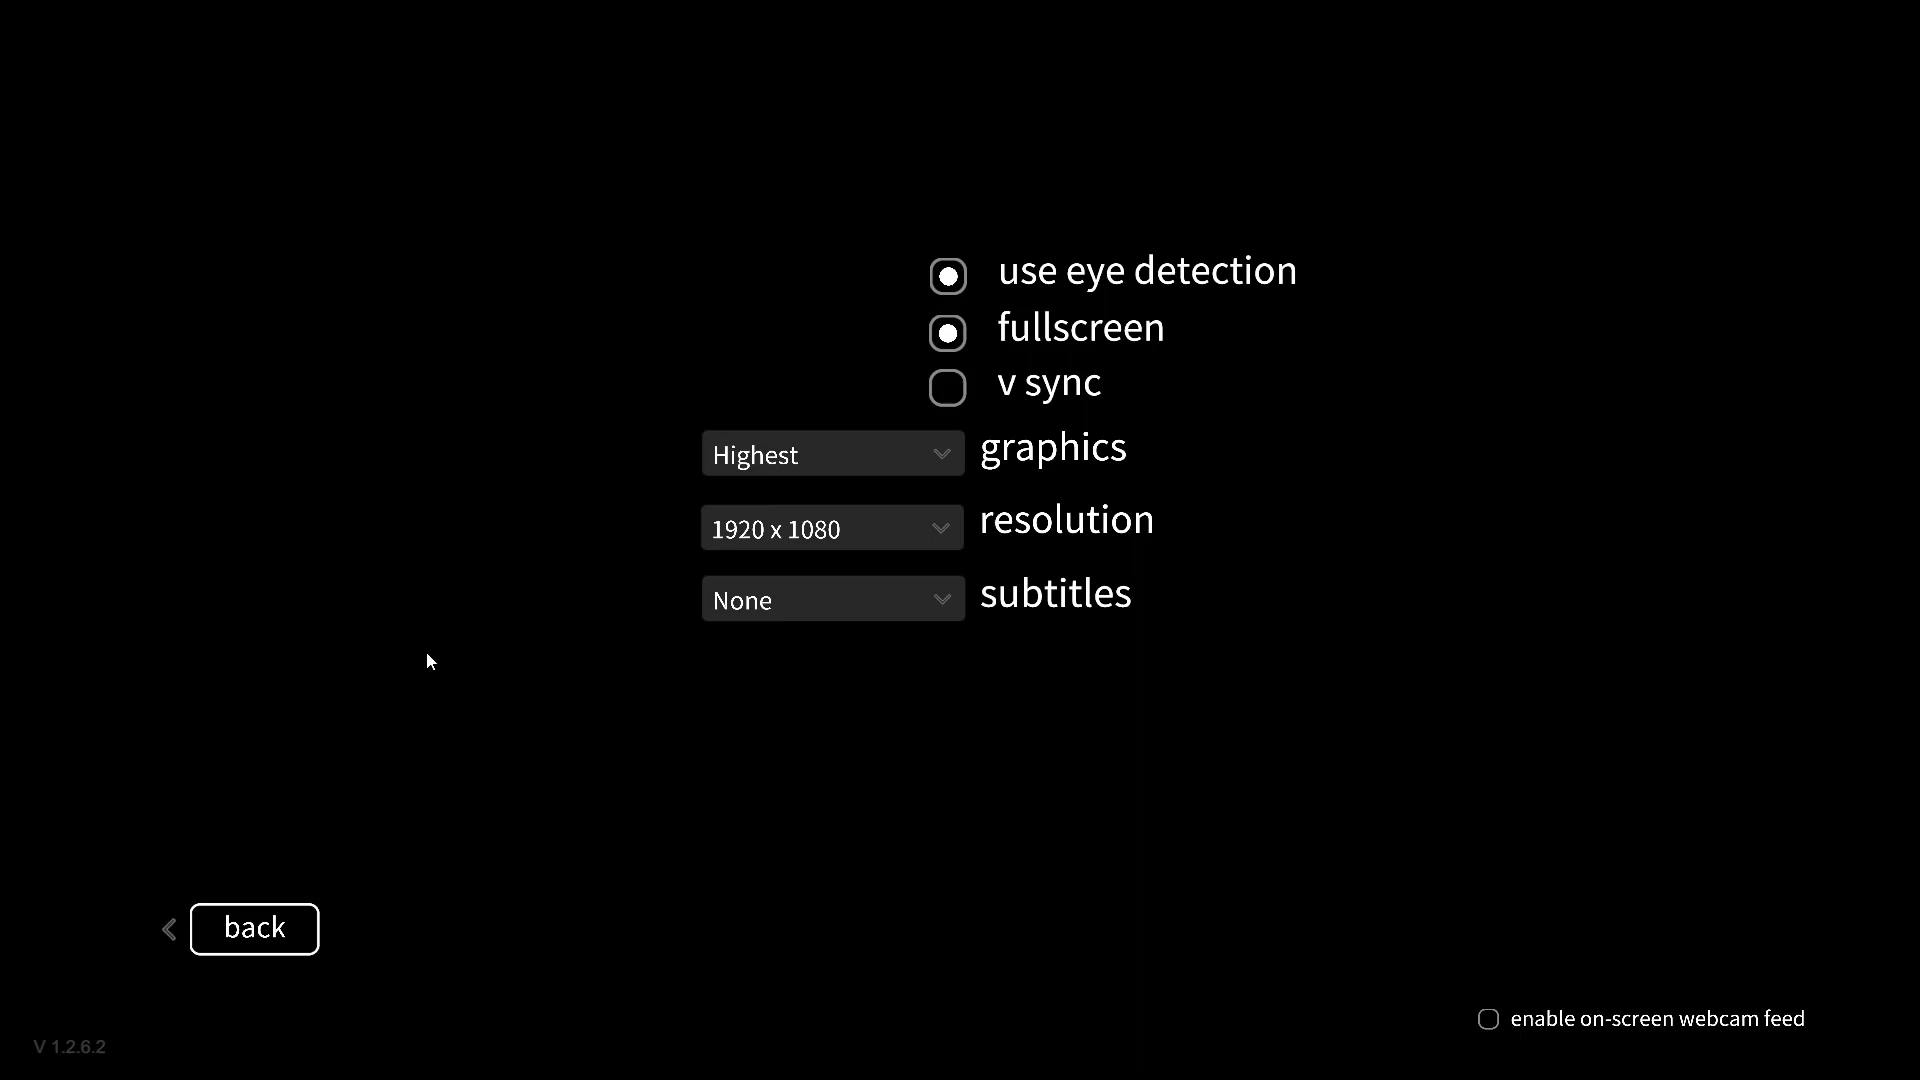 use eye detection
fullscreen
v sync
Highest graphics
1920 x 1080 resolution
None subtitles
back
enable on-screen webcam feed
V 1.2.6.2